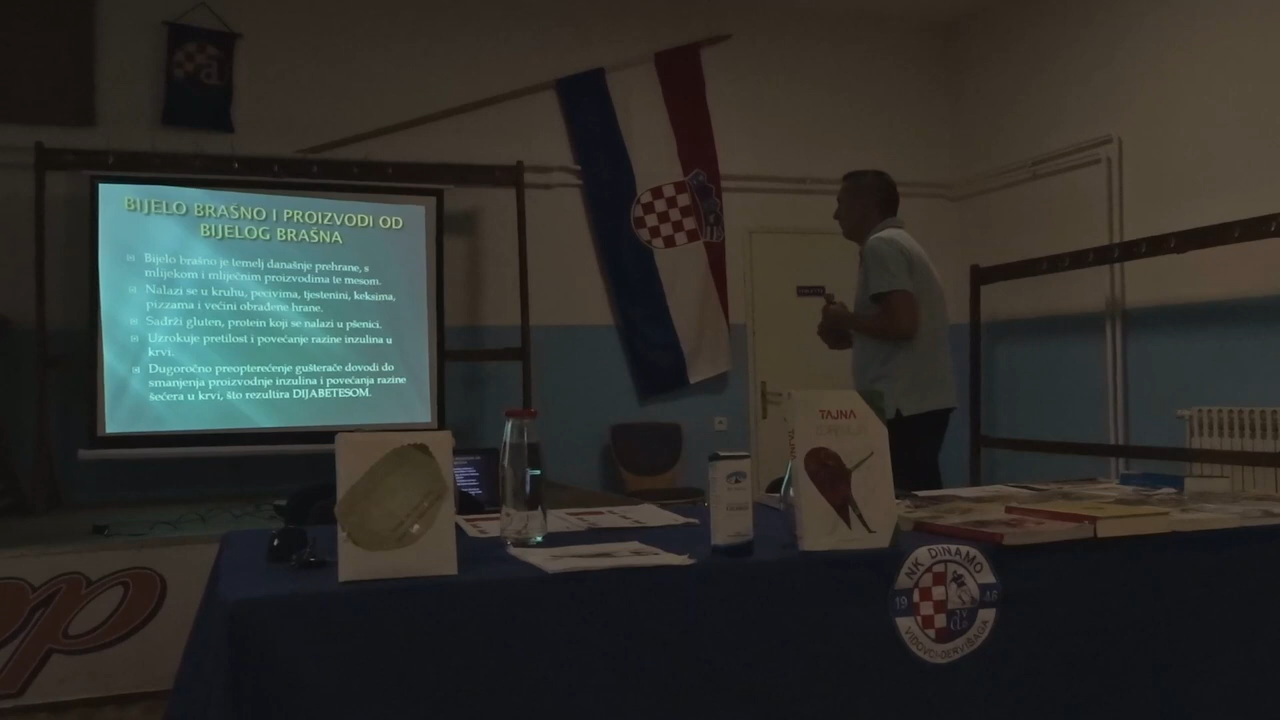 BIJELO BRAŠNO I PROIZVODI OD
BIJELOG BRAŠNA
Bijelo brašno je temelj današnje prehrane, s
mlijekom i mliječnim proizvodima te mesom.
Nalazi se u kruhu, pecivima, tjestenini, keksima,
pizzama i većini obrađene hrane.
Sadrži gluten, protein koji se nalazi u pšenici.
Uzrokuje pretilost i povećanje razine inzulina u
krvi.
Dugoročno preopterećenje gušterače dovodi do
smanjenja proizvodnje inzulina i povećanja razine
šećera u krvi, što rezultira DIJABETESOM.
TAJNA
TAJNA
NK DINAMO
19 48
VIDOVCI-DERVIŠAGA